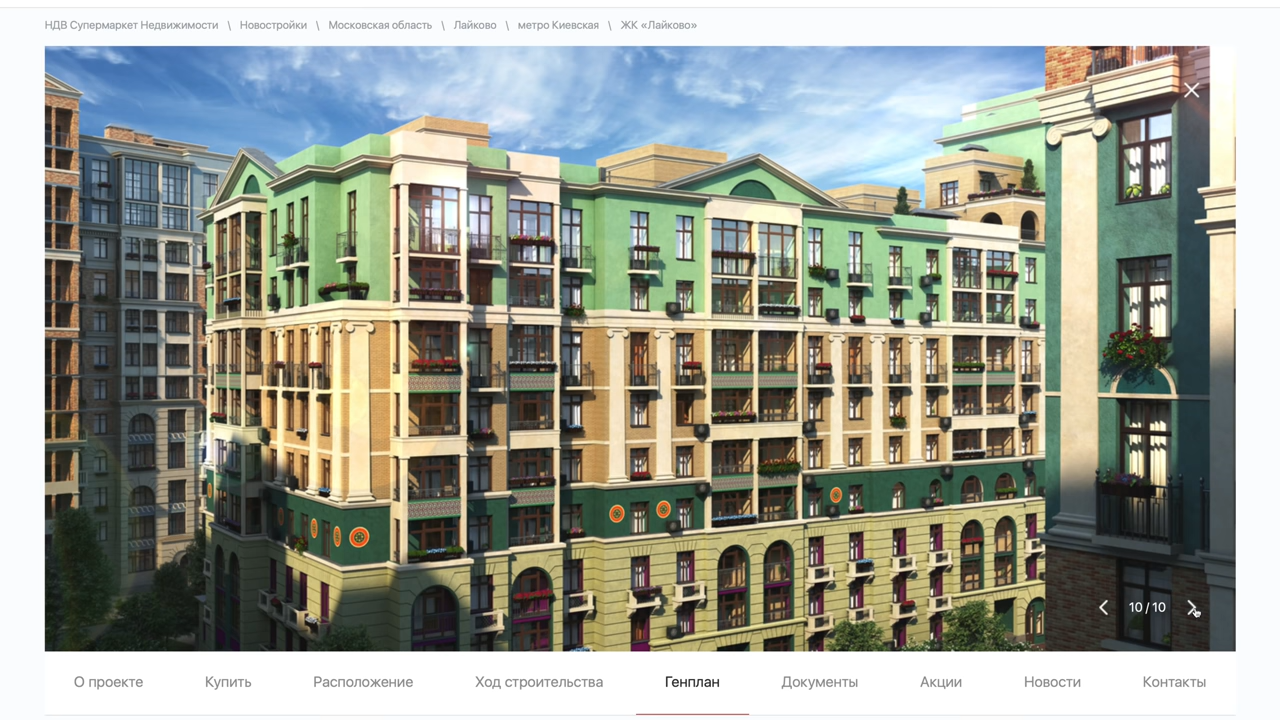 НДВ Супермаркет Недвижимости \ Новостройки \ Московская область \ Лайково \ метро Киевская \ ЖК «Лайково»
10 / 10
О проекте Купить Расположение Ход строительства Генплан Документы Акции Новости Контакты